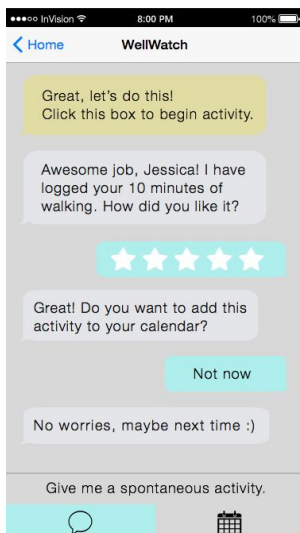 InVision 8:00 PM 100%
Home WellWatch
Great, let's do this!
Click this box to begin activity.
Awesome job, Jessica! I have
logged your 10 minutes of
walking. How did you like it?
Great! Do you want to add this
activity to your calendar?
Not now
No worries, maybe next time :)
Give me a spontaneous activity.